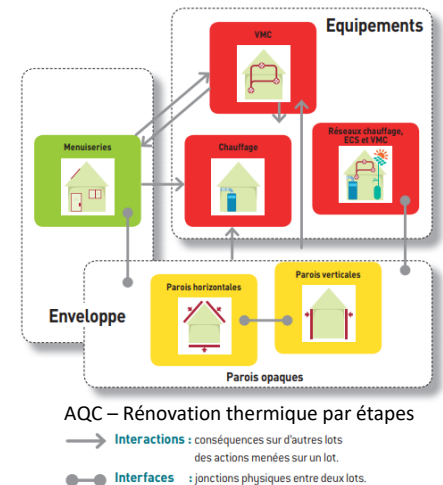 Equipements
VMC
Menuiseries
Chauffage
Réseaux chauffage,
ECS et VMC
Parois horizontales
Parois verticales
Enveloppe
Parois opaques
AQC – Rénovation thermique par étapes
Interactions : conséquences sur d'autres lots
des actions menées sur un lot.
Interfaces : jonctions physiques entre deux lots.